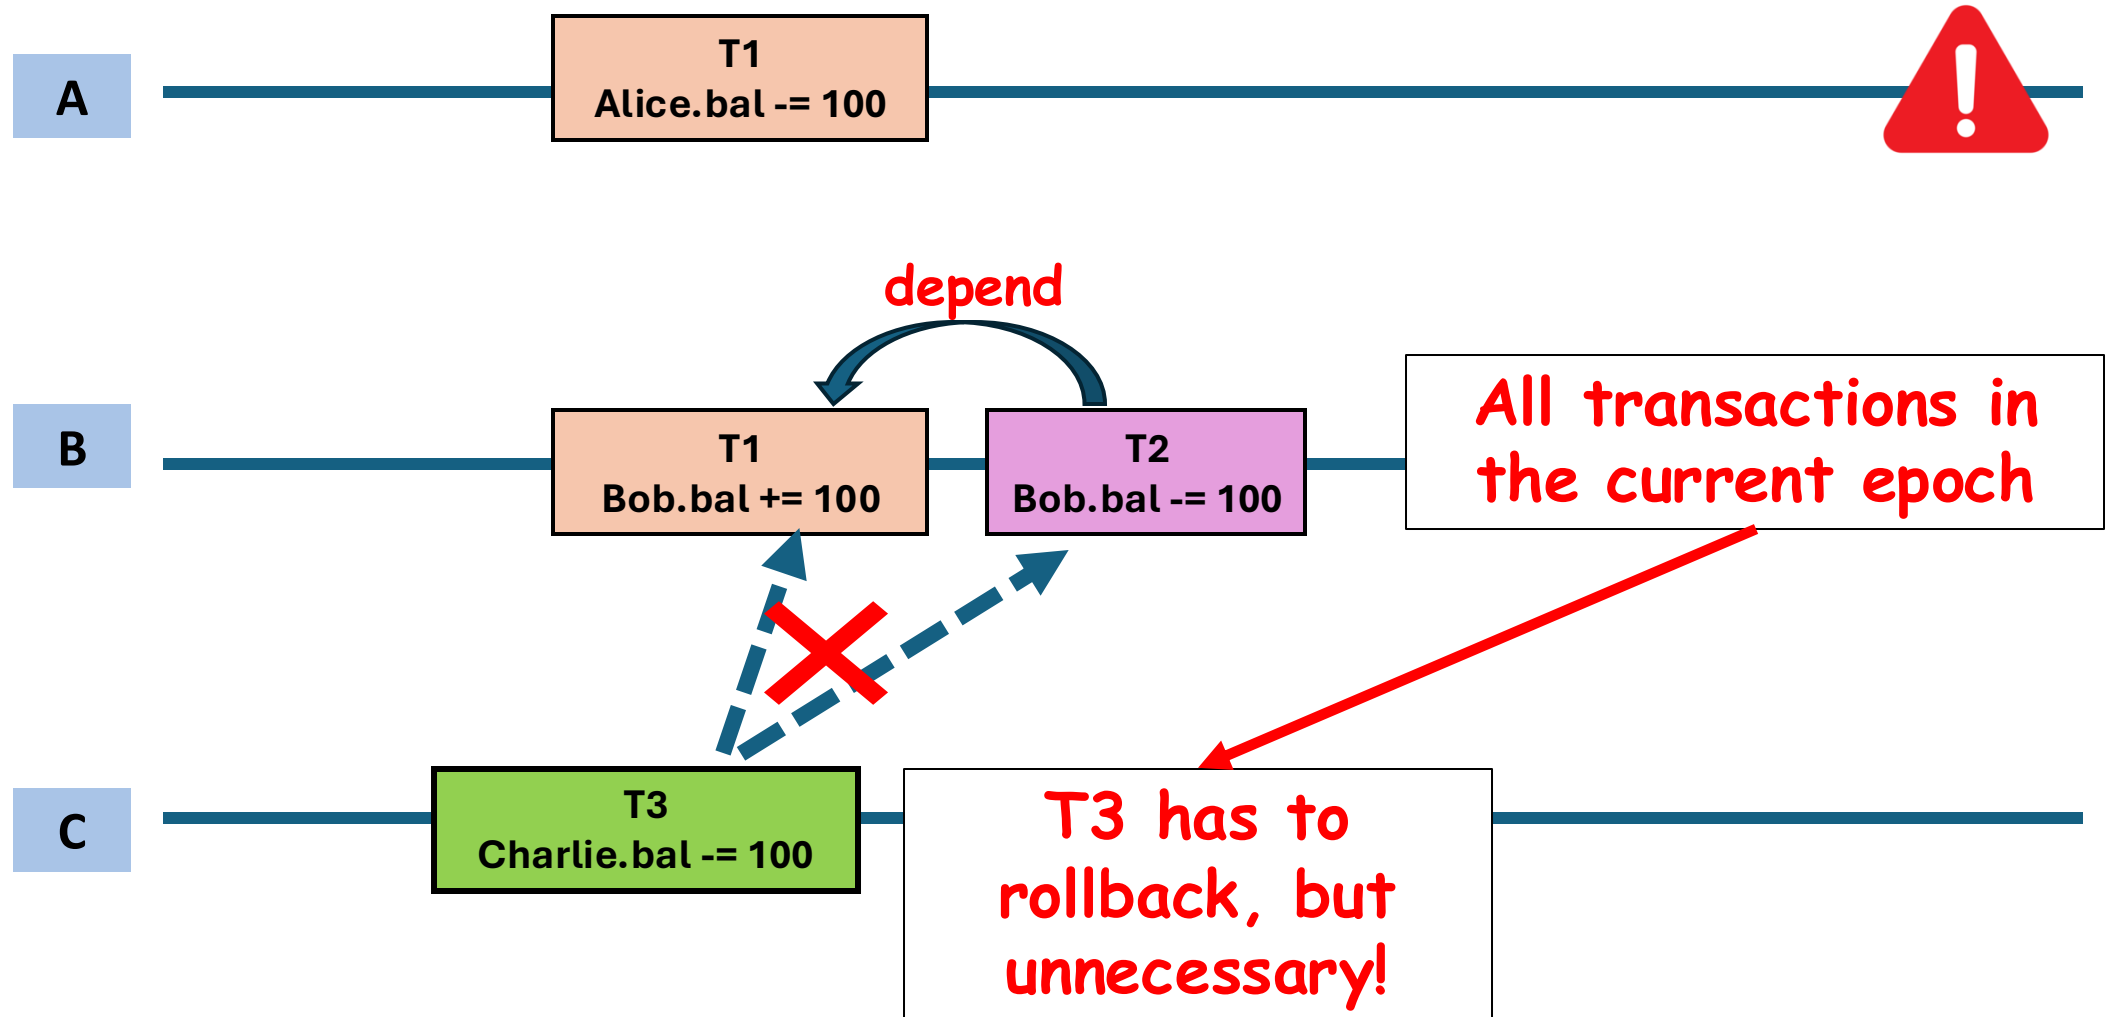 A
T1
Alice.bal -= 100
depend
B
T1
Bob.bal += 100
T2
Bob.bal -= 100
All transactions in
the current epoch
C
T3
Charlie.bal -= 100
T3 has to
rollback, but
unnecessary!